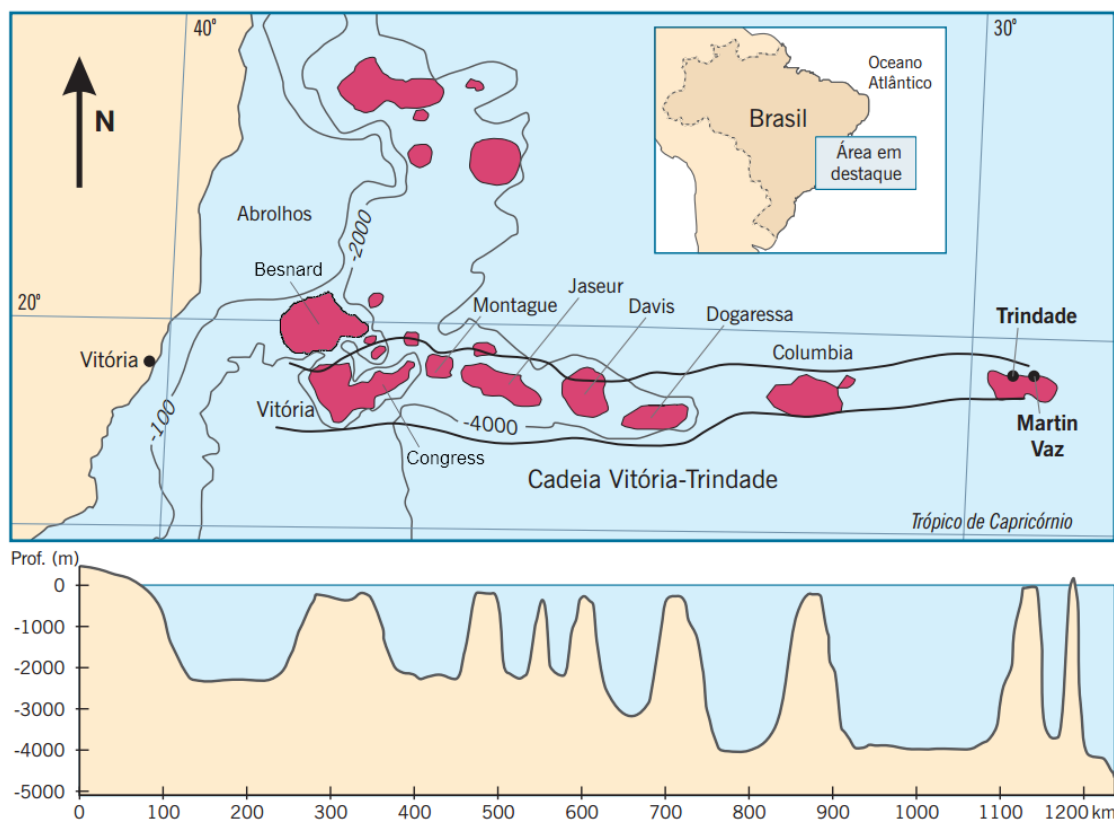 40°
30°
N
Oceano
Atlântico
Brasil
Área em
destaque
Abrolhos
-2000
Besnard
Jaseur
Montague
Davis
Dogaressa
20°
Trindade
Vitória
Columbia
Vitória
-100
-4000
Martin
Vaz
Congress
Cadeia Vitória-Trindade
Trópico de Capricórnio
Prof. (m)
0
-1000
-2000
-3000
-4000
-5000
0 100 200 300 400 500 600 700 800 900 1000 1100 1200 km